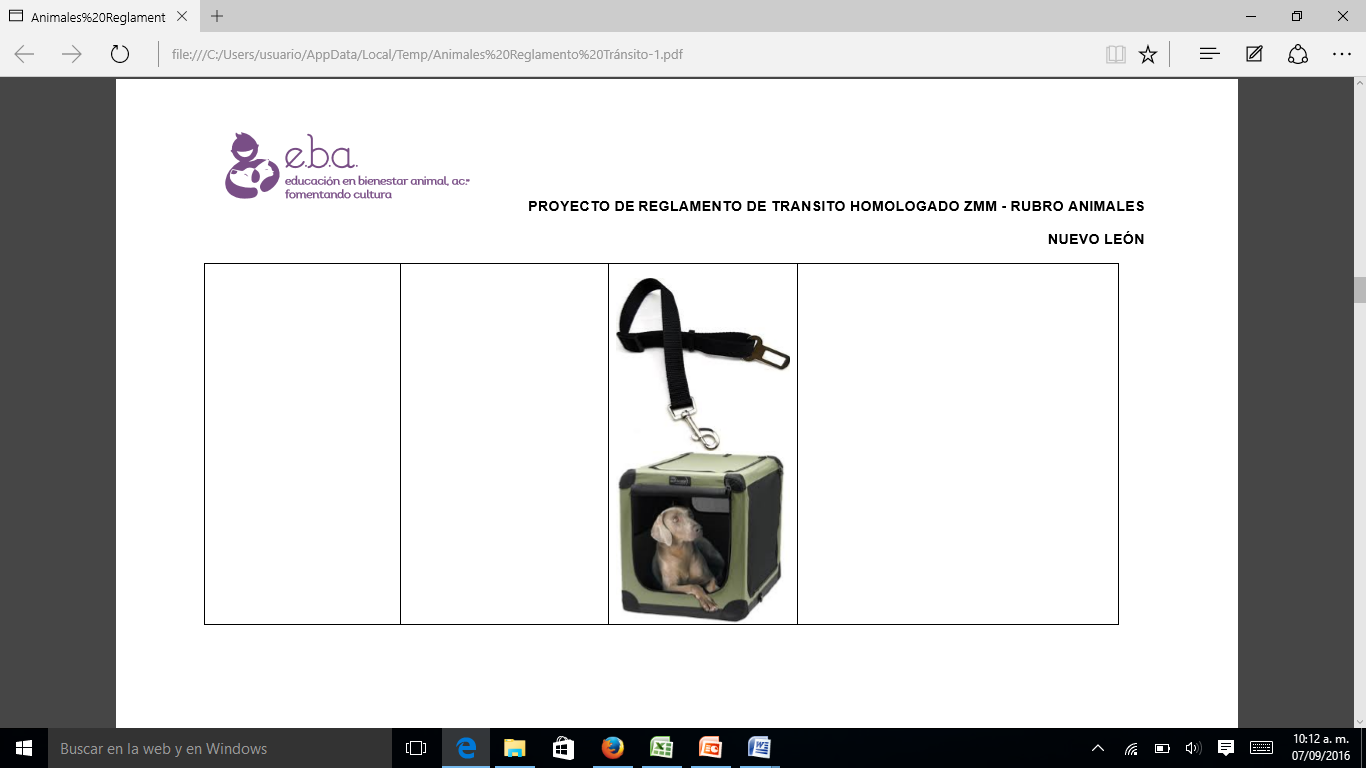 Animales%20Reglament
file:///C:/Users/usuario/AppData/Local/Temp/Animales%20Reglamento%20Tránsito-1.pdf
e.b.a.
educación en bienestar animal, ac.
fomentando cultura
PROYECTO DE REGLAMENTO DE TRANSITO HOMOLOGADO ZMM - RUBRO ANIMALES
NUEVO LEÓN
Buscar en la web y en Windows
10:12 a. m.
07/09/2016